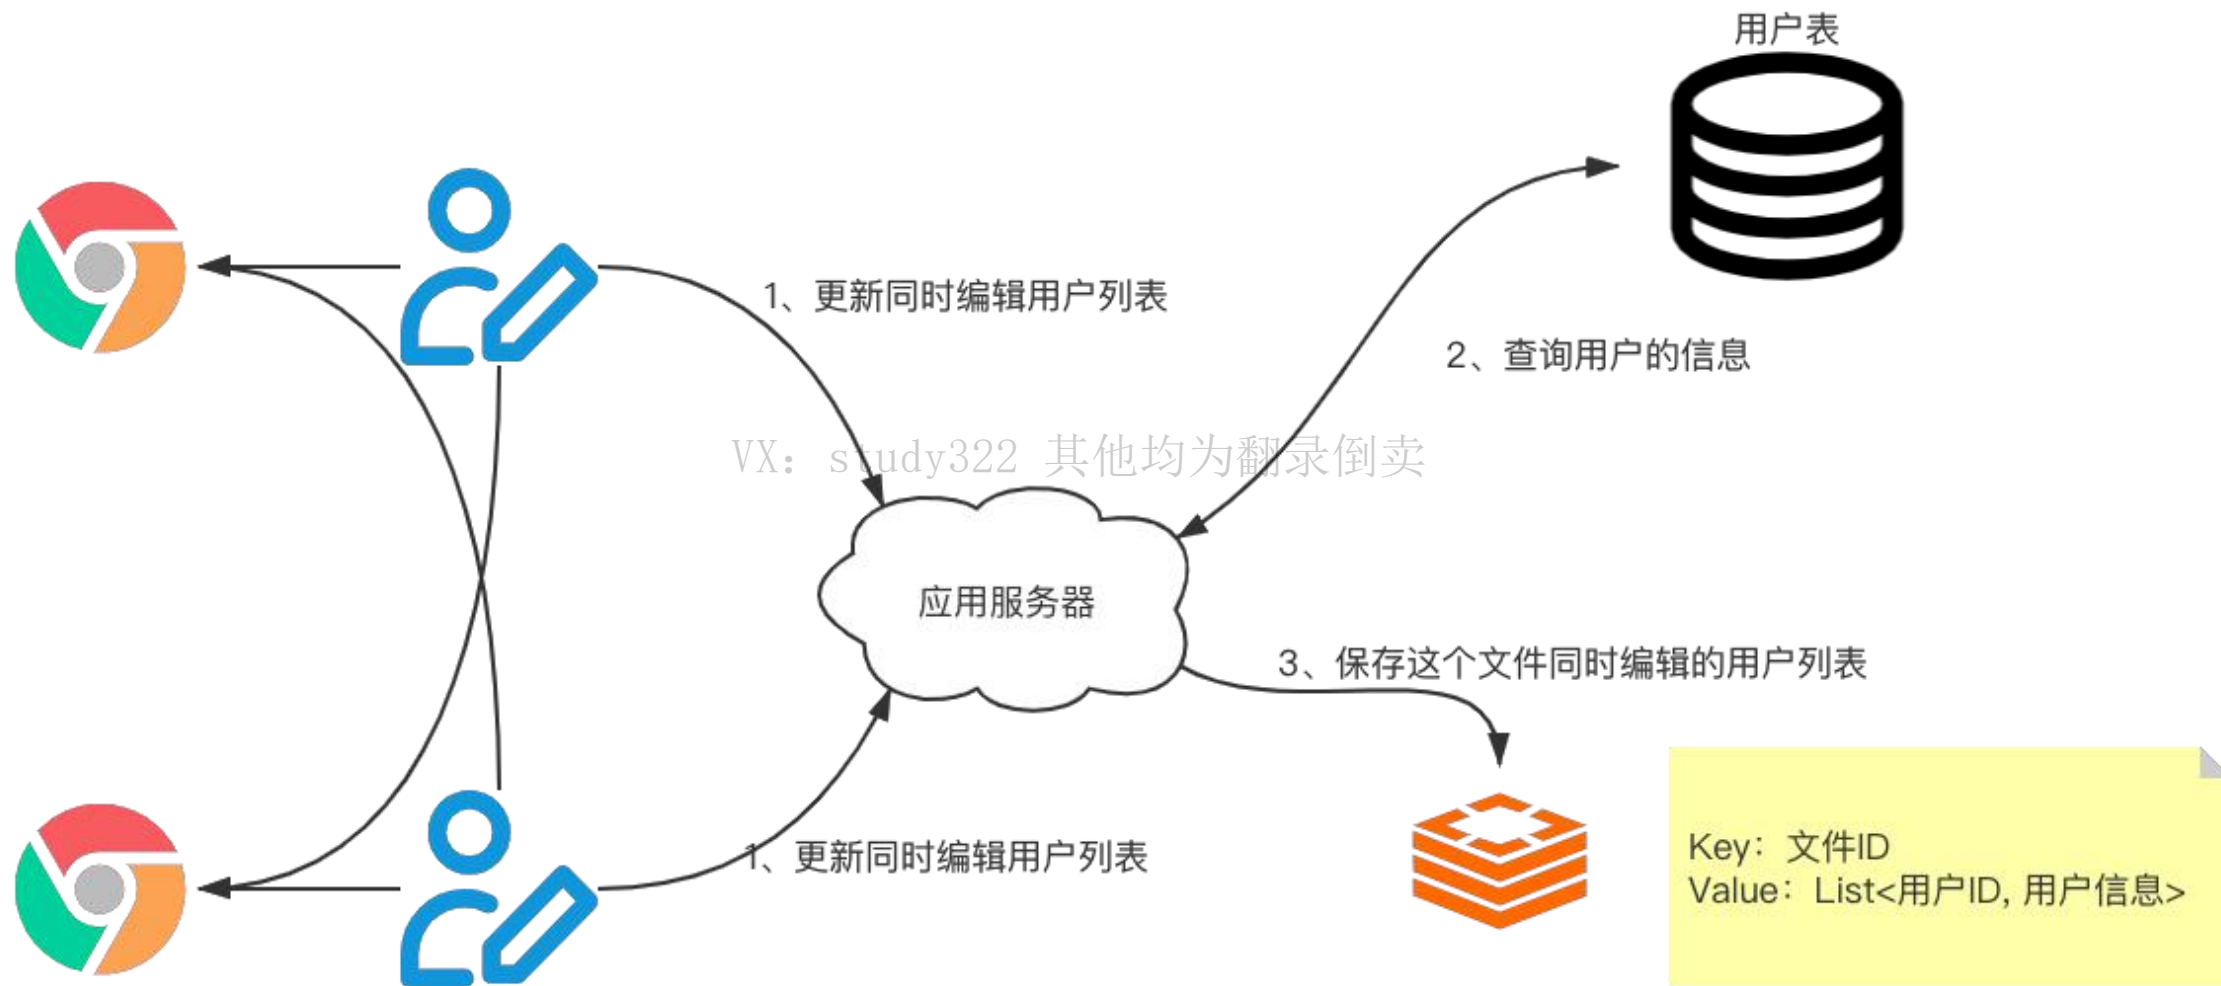 用户表
1、更新同时编辑用户列表
2、查询用户的信息
VX：study322 其他均为翻录倒卖
应用服务器
3、保存这个文件同时编辑的用户列表
1、更新同时编辑用户列表
Key：文件ID
Value：List<用户ID, 用户信息>